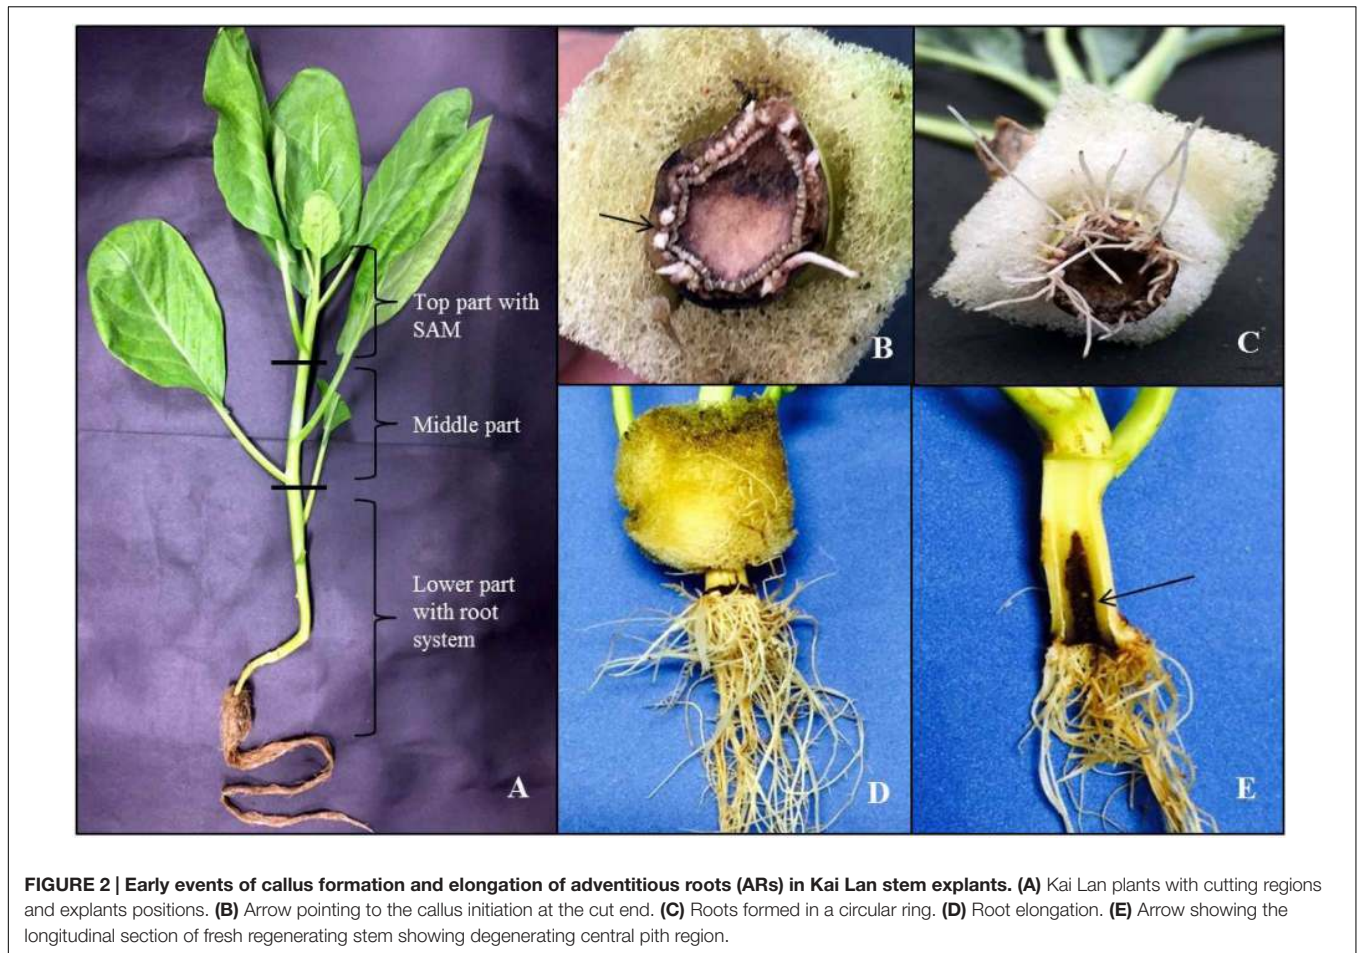 Top part with
SAM
Middle part
Lower part
with root
system
A
B
C
D
E
FIGURE 2 | Early events of callus formation and elongation of adventitious roots (ARs) in Kai Lan stem explants. (A) Kai Lan plants with cutting regions
and explants positions. (B) Arrow pointing to the callus initiation at the cut end. (C) Roots formed in a circular ring. (D) Root elongation. (E) Arrow showing the
longitudinal section of fresh regenerating stem showing degenerating central pith region.